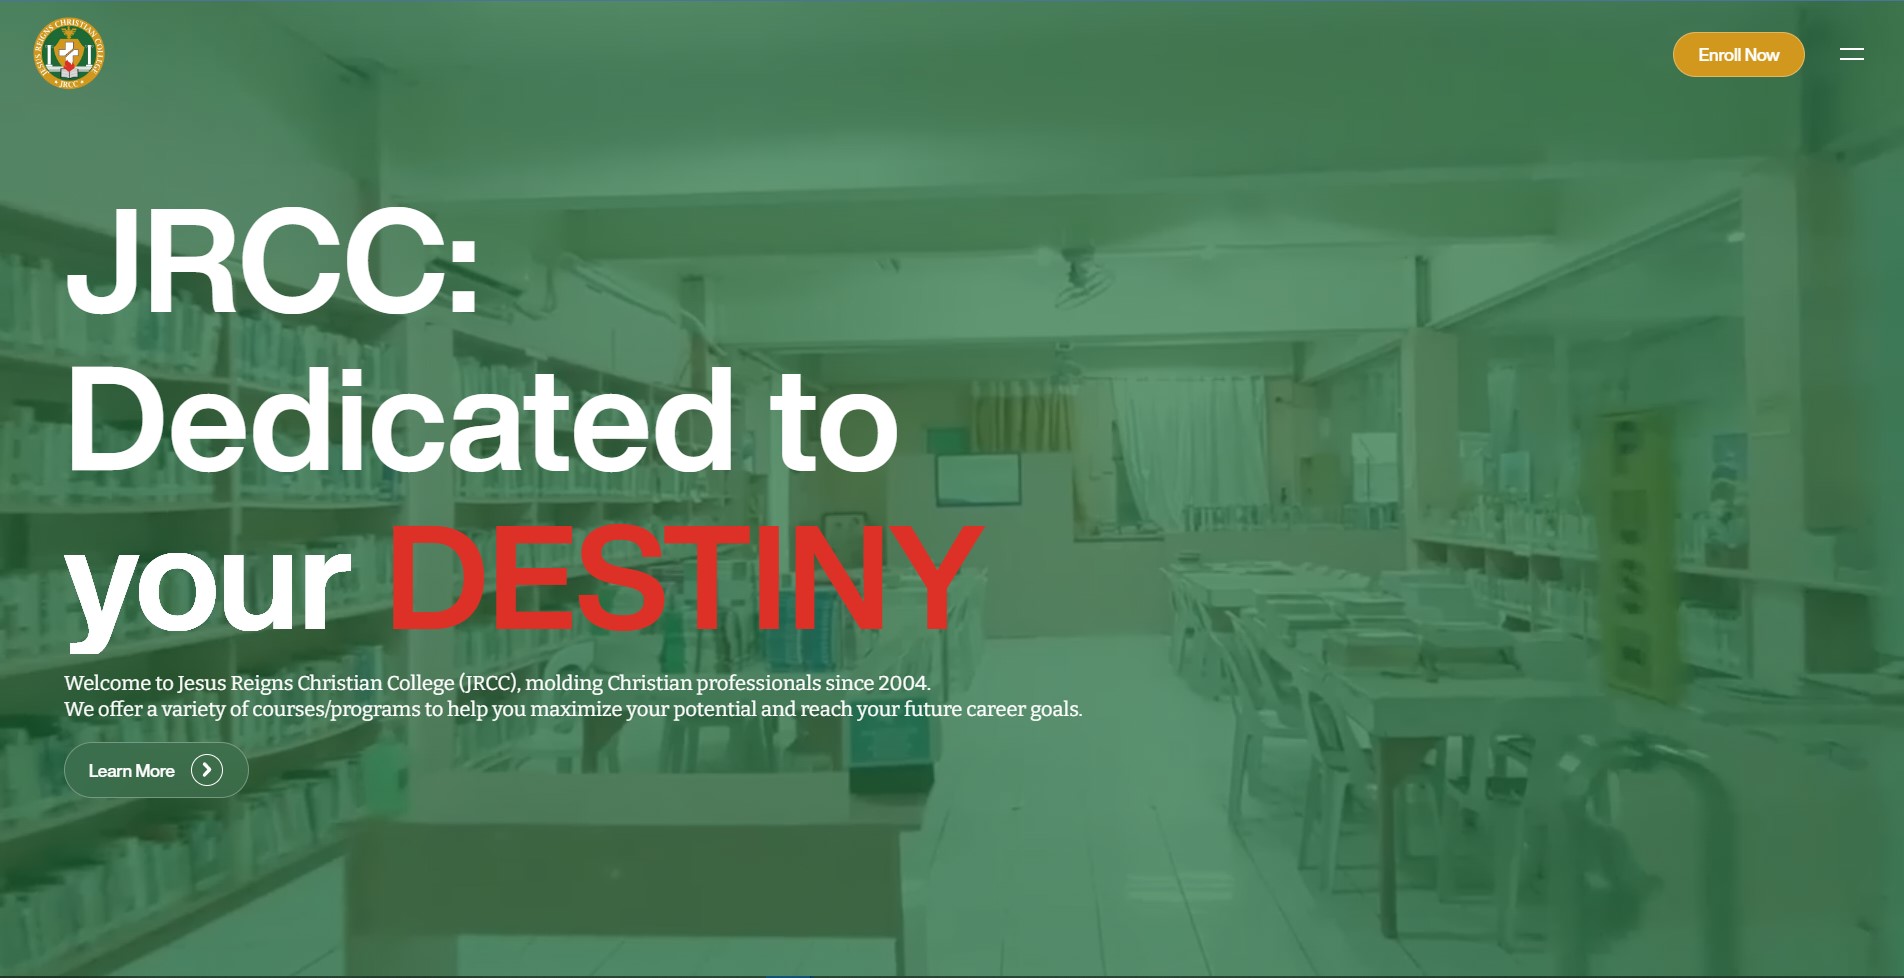 JESUS REIGNS CHRISTIAN COLLEGE
JRCC
Enroll Now
JRCC:
Dedicated to
your DESTINY
Welcome to Jesus Reigns Christian College (JRCC), molding Christian professionals since 2004.
We offer a variety of courses/programs to help you maximize your potential and reach your future career goals.
Learn More